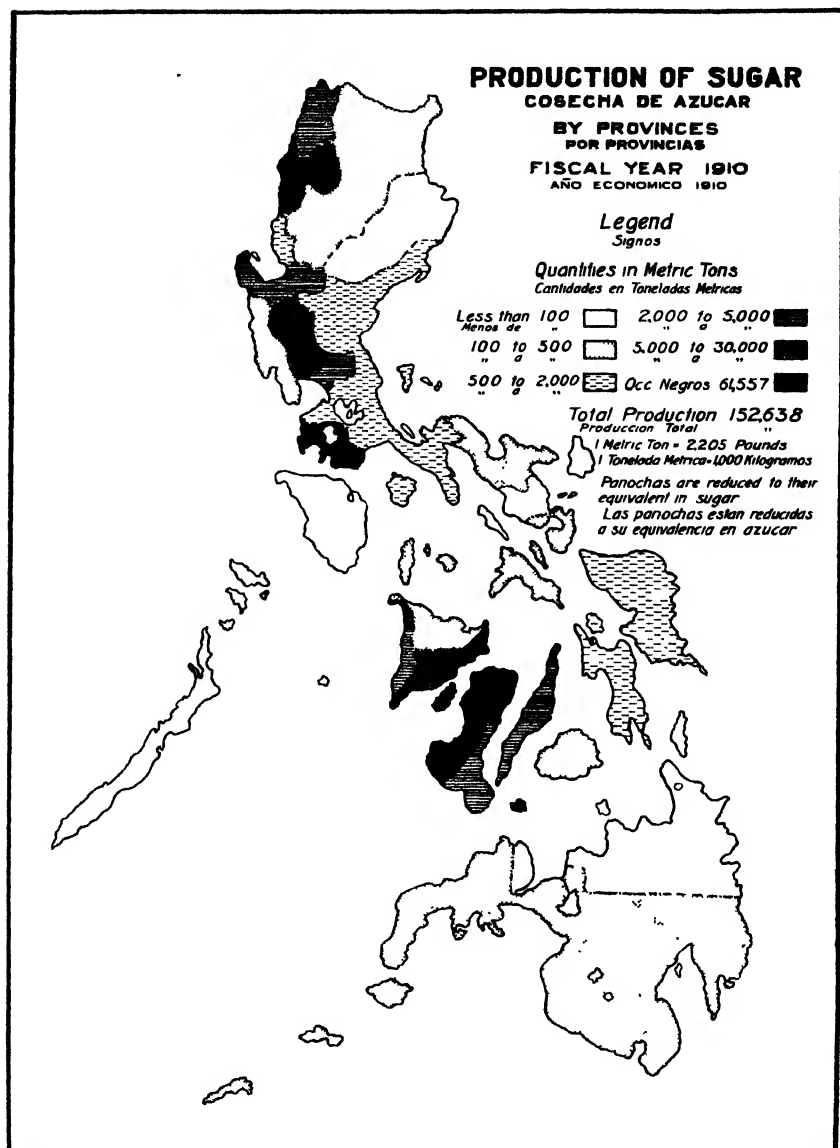 PRODUCTION OF SUGAR
COSECHA DE AZUCAR
BY PROVINCES
POR PROVINCIAS
FISCAL YEAR 1910
AÑO ECONOMICO 1910
Legend
Signos
Quantities in Metric Tons
Cantidades en Toneladas Metricas
Less than 100 2,000 to 5,000
Menos de " " a "
100 to 500 5,000 to 30,000
" a " " a "
500 to 2,000 Occ Negros 61,557
" a "
Total Production 152,638
Produccion Total "
1 Metric Ton = 2,205 Pounds
1 Tonelada Metrica=1,000 Kilogramos
Panochas are reduced to their
equivalent in sugar
Las panochas estan reducidas
a su equivalencia en azucar